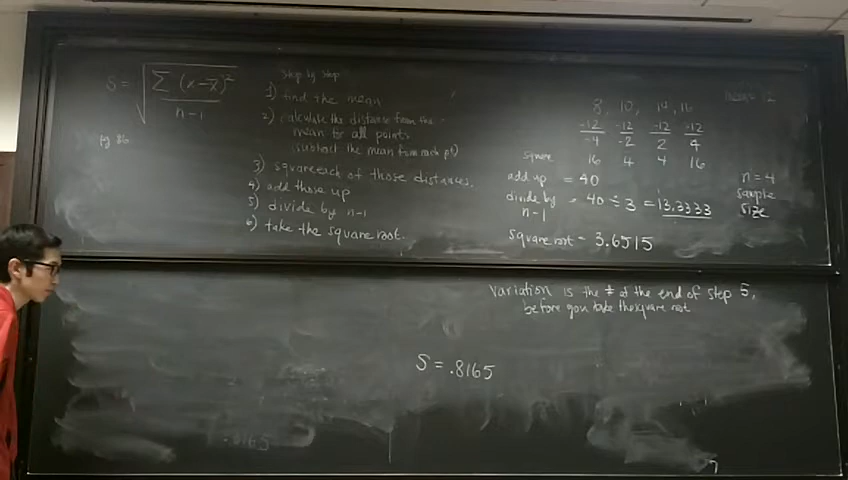 S = √ Σ (x-x̄)² / n-1
pg 86
Step by Step
1) find the mean
2) calculate the distance from the
mean for all points
(subtract the mean from each pt)
3) square each of those distances.
4) add those up
5) divide by n-1
6) take the square root.
8, 10, 14, 16
mean = 12
-12 -12 -12 -12
-4 -2 2 4
square 16 4 4 16
add up = 40
n = 4
sample
size
divide by = 40 ÷ 3 = 13.3333
n-1
square root = 3.6515
Variation is the # at the end of step 5,
before you take the square root
S = .8165
.8165